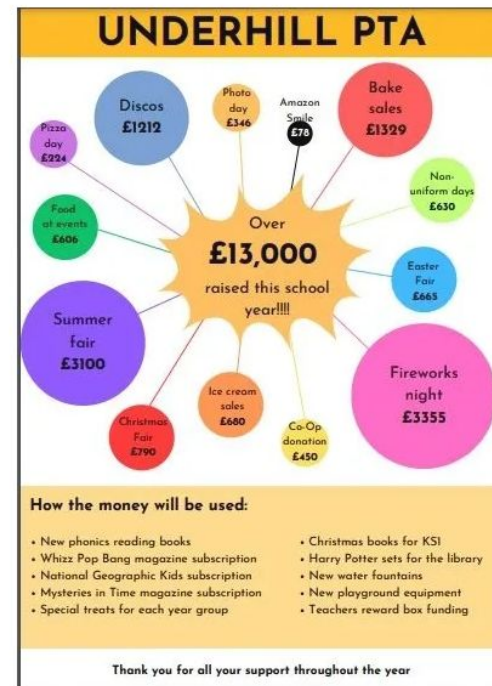 UNDERHILL PTA
Discos
£1212
Photo
day
£346
Amazon
Smile
£78
Bake
sales
£1329
Pizza
day
£224
Non-
uniform days
£630
Food
at events
£606
Over
£13,000
raised this school
year!!!!
Easter
Fair
£665
Summer
fair
£3100
Fireworks
night
£3355
Ice cream
sales
£680
Christmas
Fair
£790
Co-Op
donation
£450
How the money will be used:
• New phonics reading books
• Whizz Pop Bang magazine subscription
• National Geographic Kids subscription
• Mysteries in Time magazine subscription
• Special treats for each year group
• Christmas books for KS1
• Harry Potter sets for the library
• New water fountains
• New playground equipment
• Teachers reward box funding
Thank you for all your support throughout the year